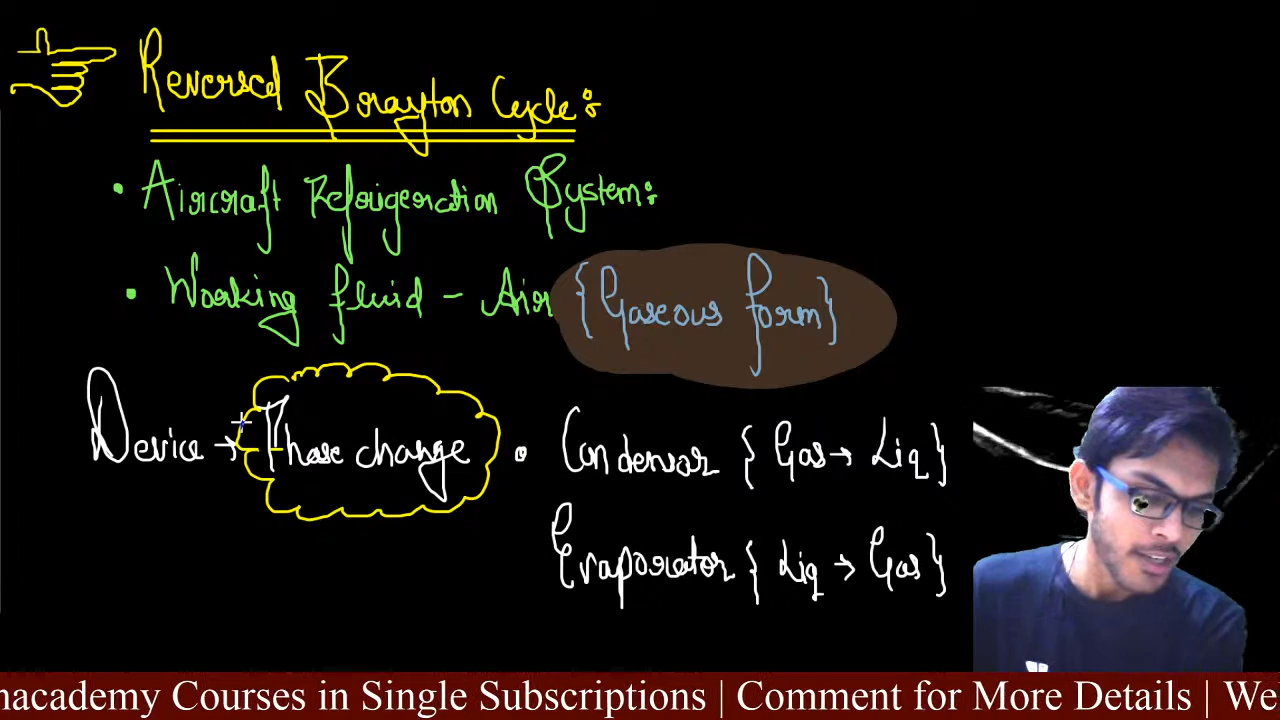 Reversed Brayton Cycle:
• Aircraft Refrigeration System:
• Working fluid - Air {Gaseous form}
Device → Phase change • Condensor { Gas → Liq }
Evaporator { Liq → Gas }
nacademy Courses in Single Subscriptions | Comment for More Details | We